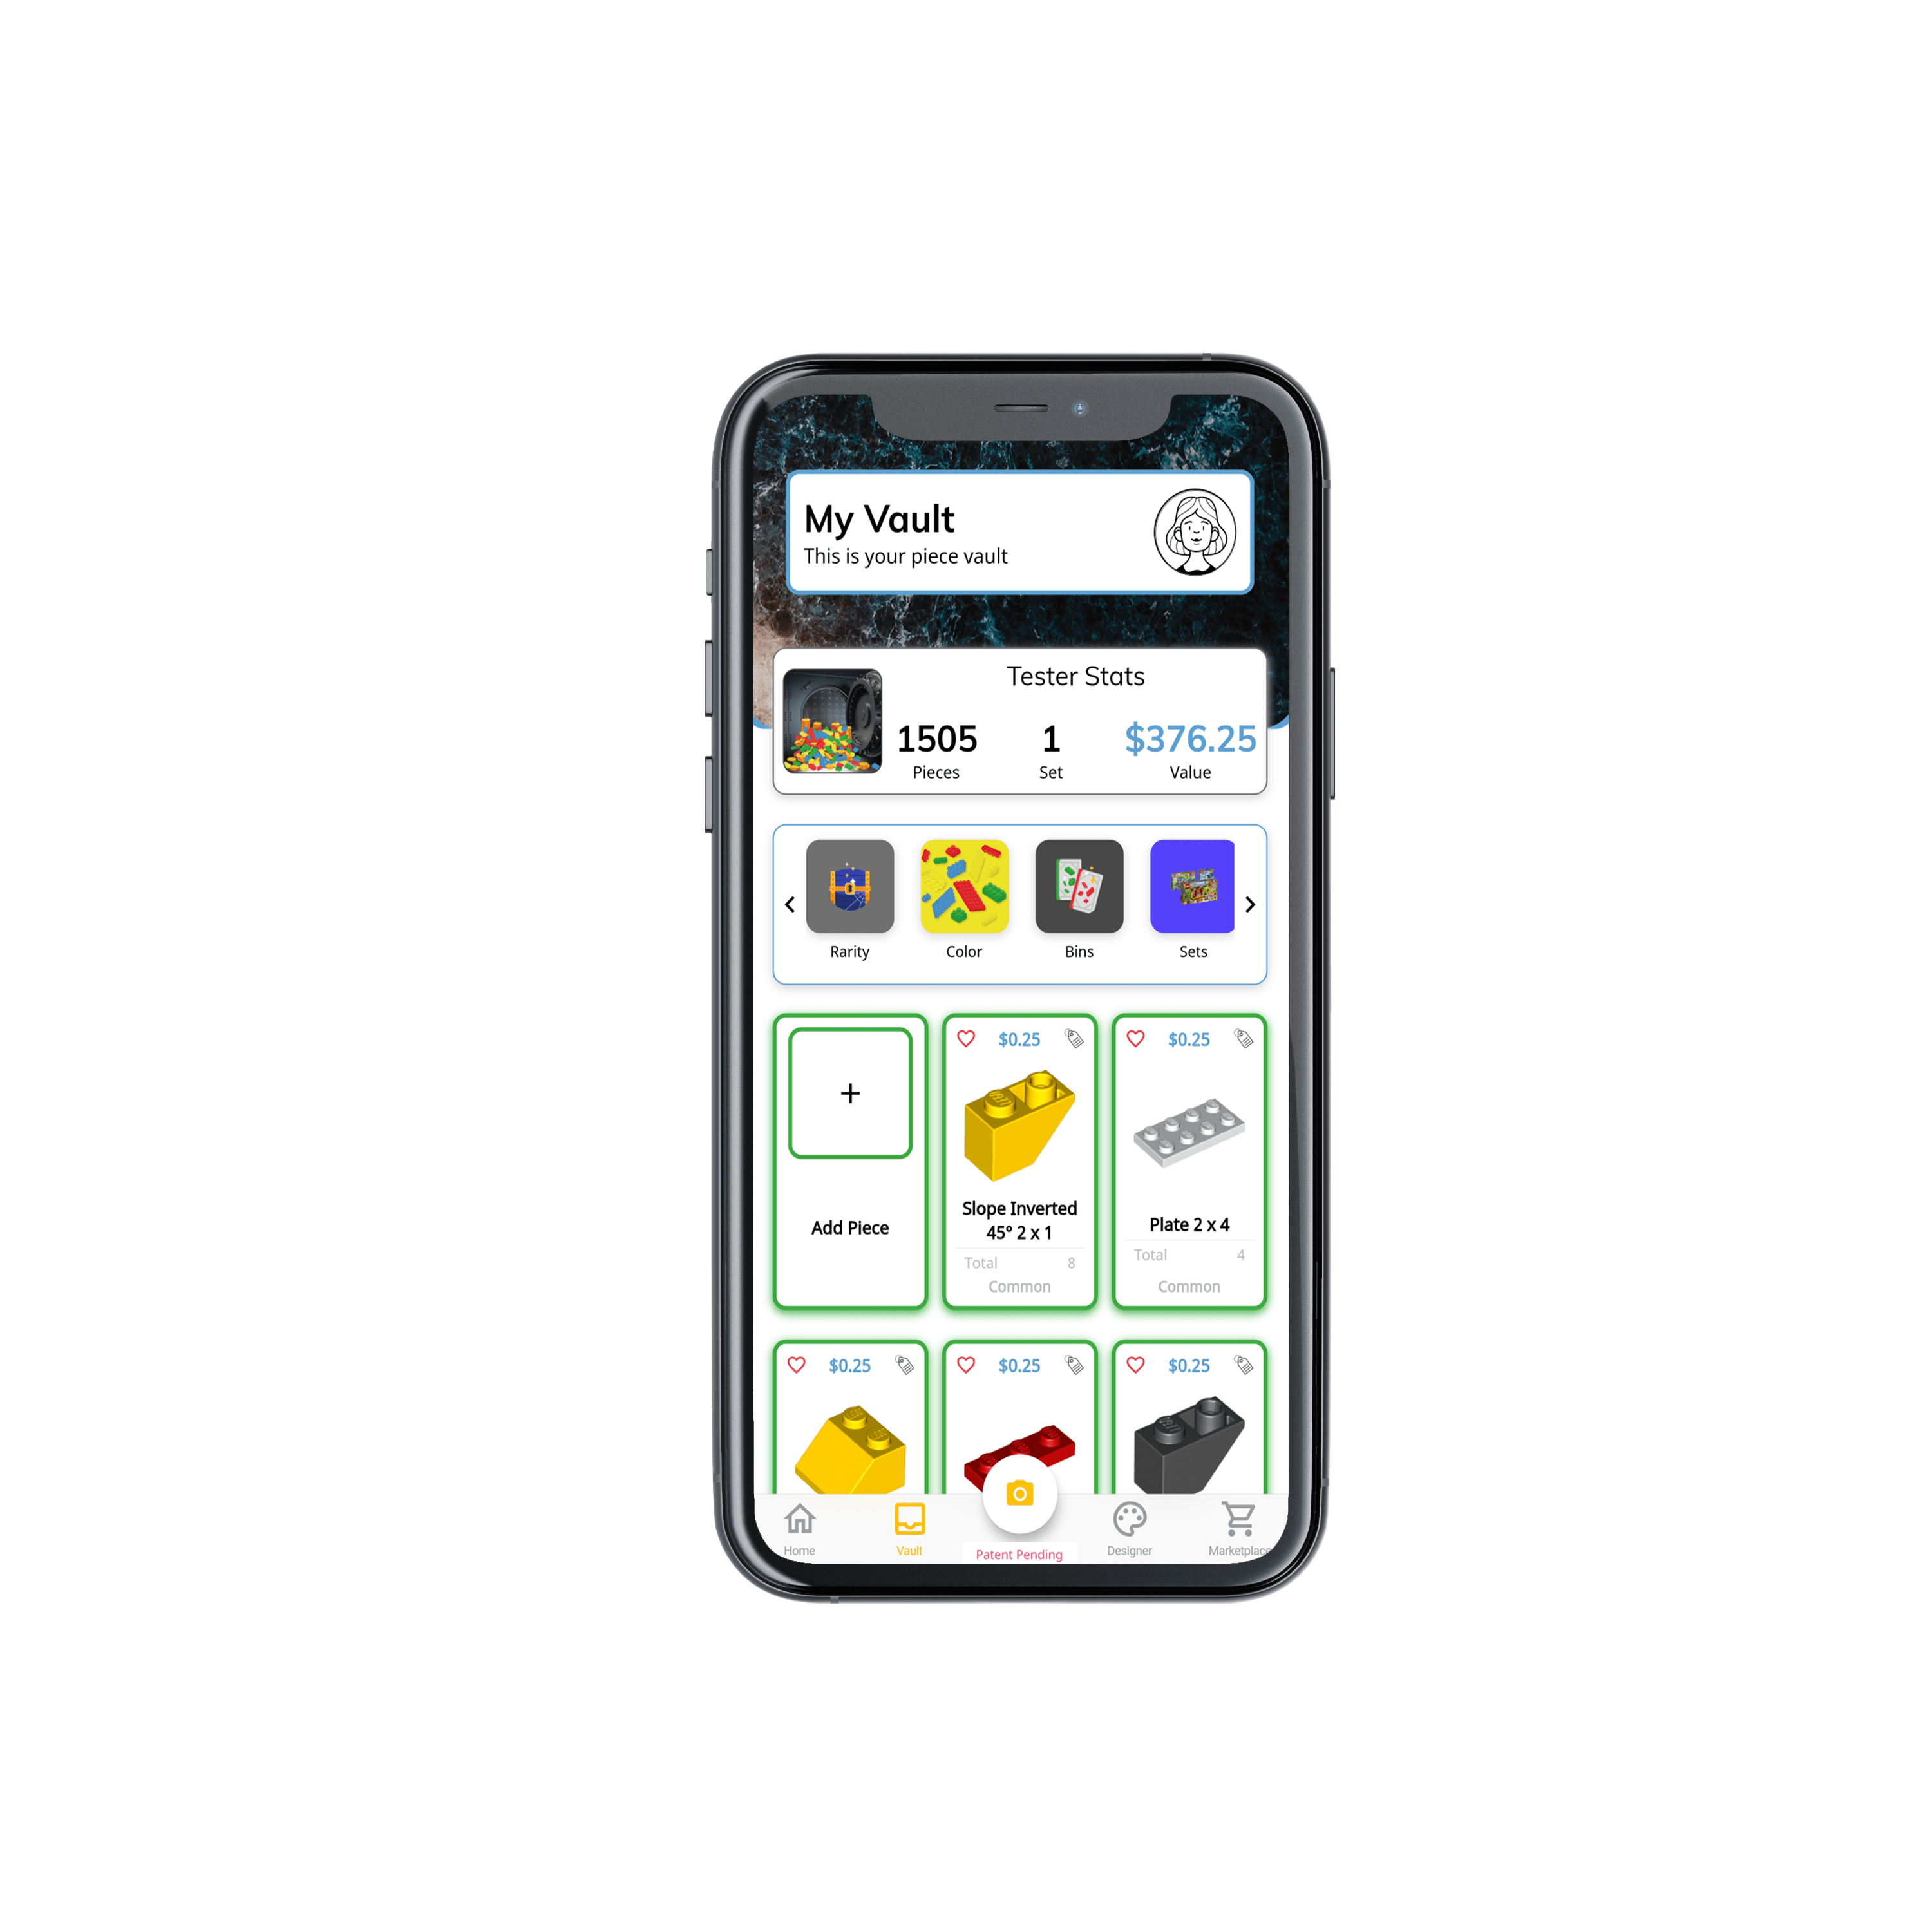 My Vault
This is your piece vault
Tester Stats
1505
Pieces
1
Set
$376.25
Value
Rarity
Color
Bins
Sets
+
Add Piece
$0.25
Slope Inverted
45° 2 x 1
Total 8
Common
$0.25
Plate 2 x 4
Total 4
Common
$0.25
$0.25
$0.25
Home
Vault
Patent Pending
Designer
Marketplace